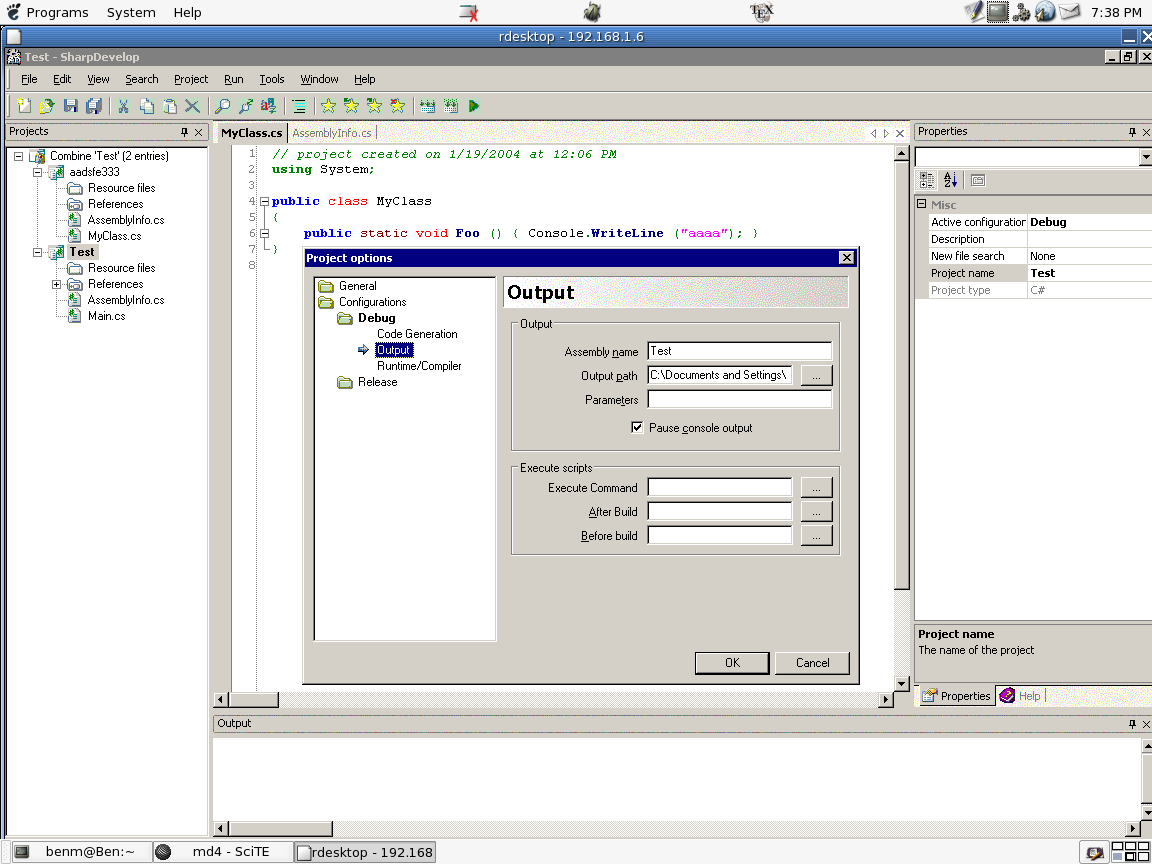 Programs System Help 7:38 PM
rdesktop - 192.168.1.6
Test - SharpDevelop
File Edit View Search Project Run Tools Window Help
Projects
Combine 'Test' (2 entries)
aadsfe333
Resource files
References
AssemblyInfo.cs
MyClass.cs
Test
Resource files
References
AssemblyInfo.cs
Main.cs
MyClass.cs AssemblyInfo.cs
1 // project created on 1/19/2004 at 12:06 PM
2 using System;
3
4 public class MyClass
5 {
6 public static void Foo () { Console.WriteLine ("aaaa"); }
7 }
8
Project options
General
Configurations
Debug
Code Generation
Output
Runtime/Compiler
Release
Output
Output
Assembly name Test
Output path C:\Documents and Settings\ ...
Parameters
Pause console output
Execute scripts
Execute Command ...
After Build ...
Before build ...
OK Cancel
Properties
Misc
Active configuration Debug
Description
New file search None
Project name Test
Project type C#
Project name
The name of the project
Properties Help
Output
benm@Ben:~ md4 - SciTE rdesktop - 192.168